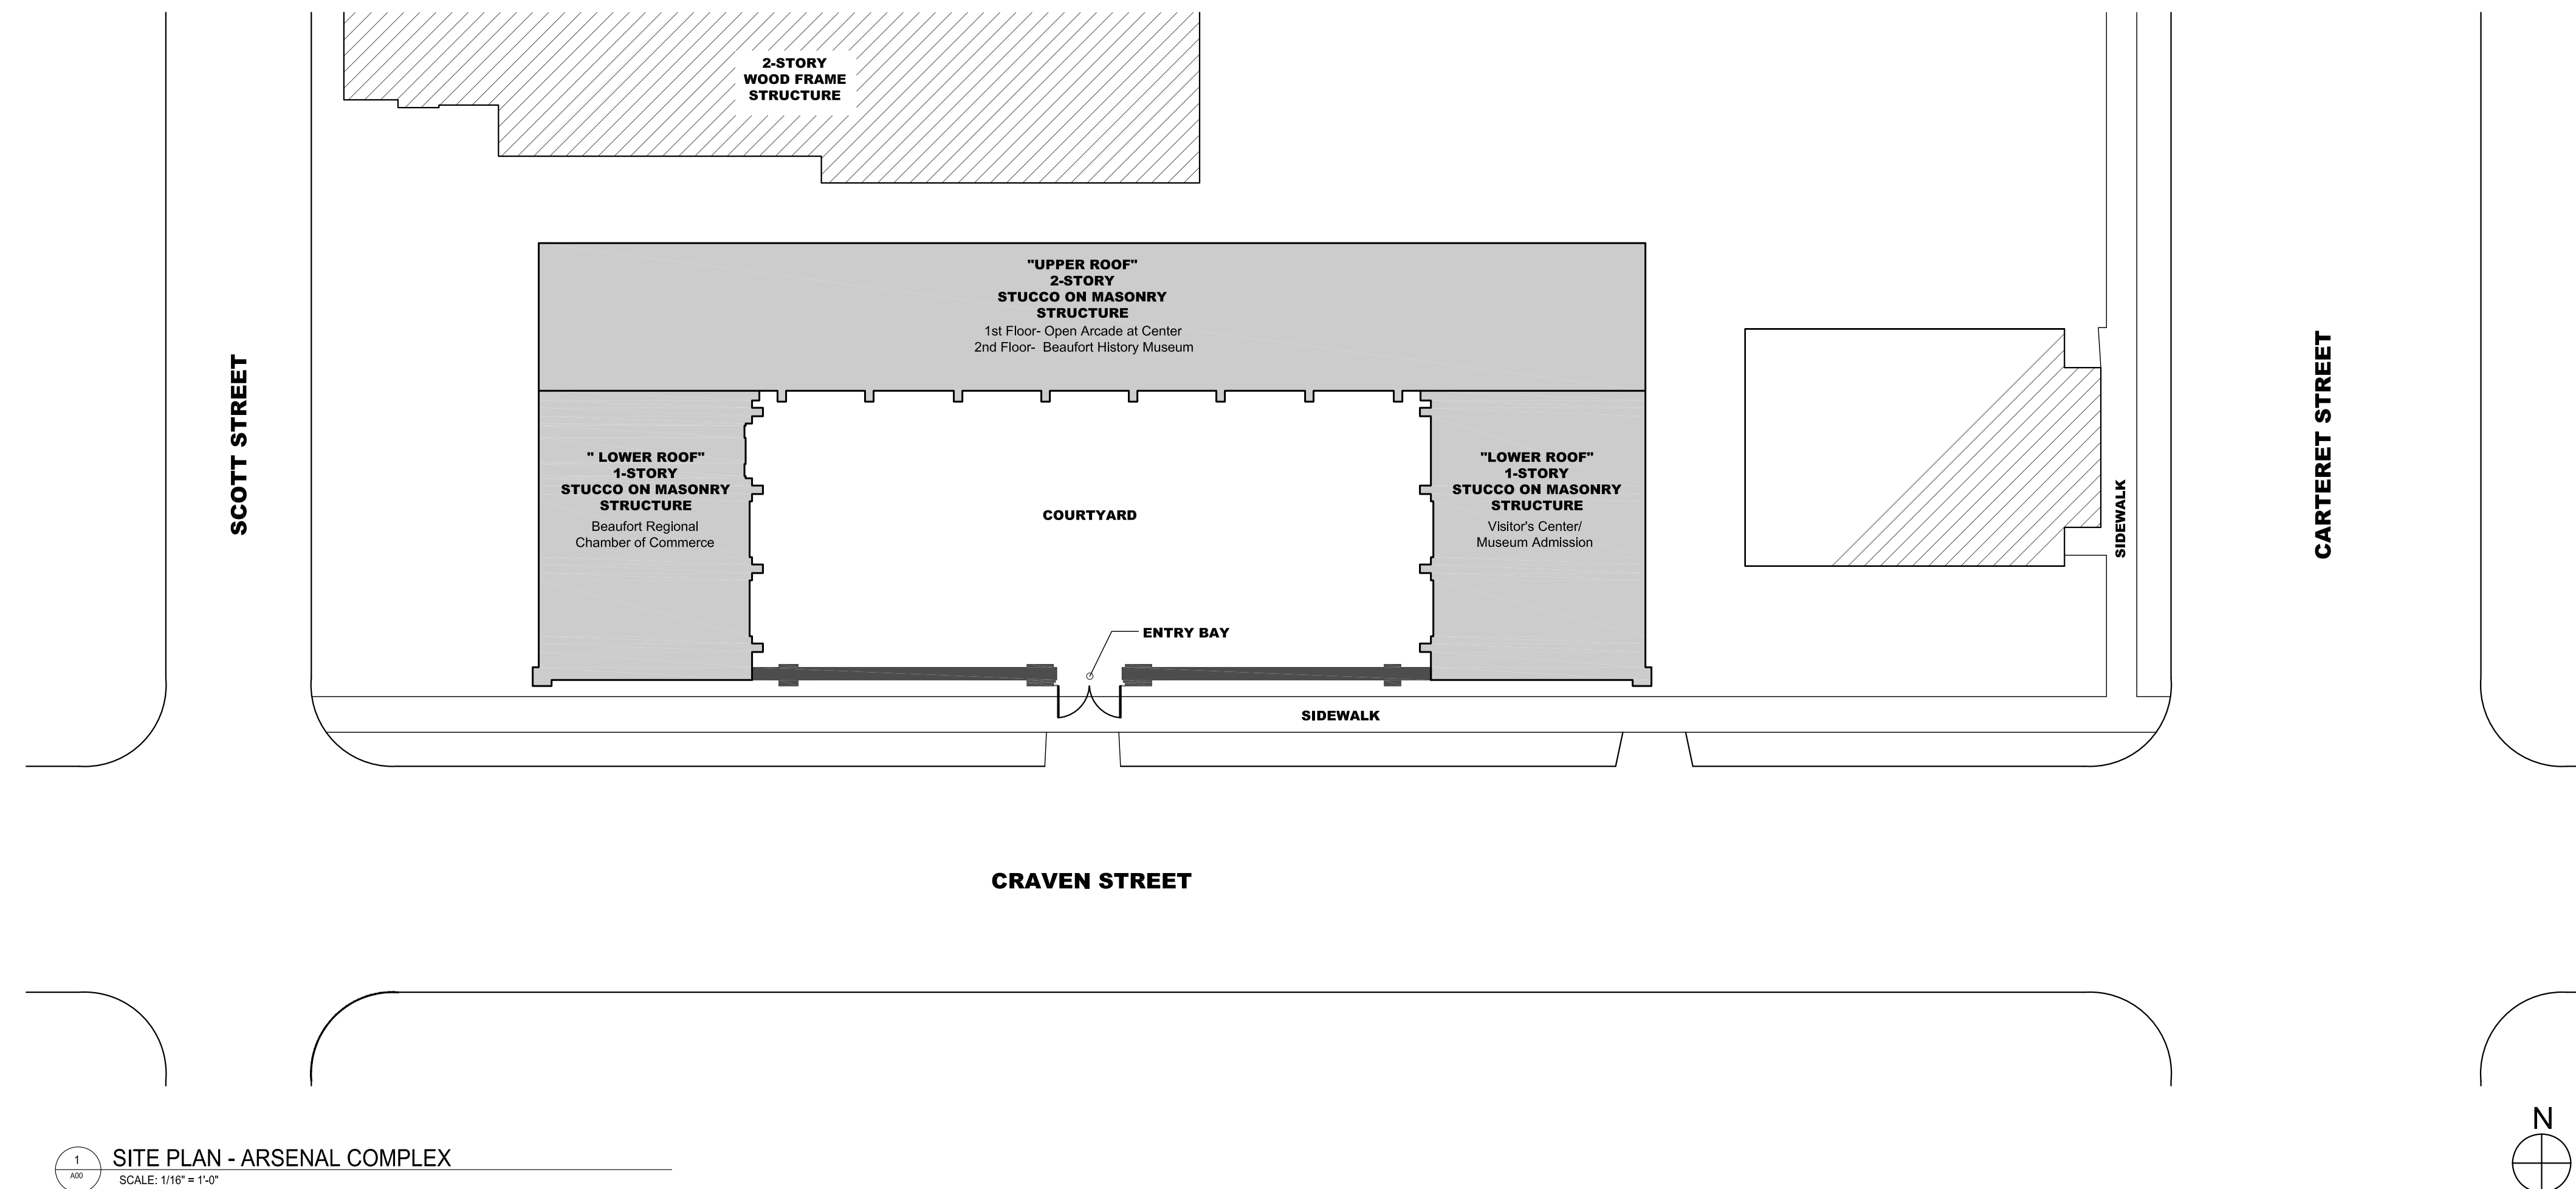 2-STORY
WOOD FRAME
STRUCTURE
"UPPER ROOF"
2-STORY
STUCCO ON MASONRY
STRUCTURE
1st Floor- Open Arcade at Center
2nd Floor- Beaufort History Museum
SCOTT STREET
" LOWER ROOF"
1-STORY
STUCCO ON MASONRY
STRUCTURE
Beaufort Regional
Chamber of Commerce
COURTYARD
"LOWER ROOF"
1-STORY
STUCCO ON MASONRY
STRUCTURE
Visitor's Center/
Museum Admission
SIDEWALK
CARTERET STREET
ENTRY BAY
SIDEWALK
CRAVEN STREET
1
A00
SITE PLAN - ARSENAL COMPLEX
SCALE: 1/16" = 1'-0"
N